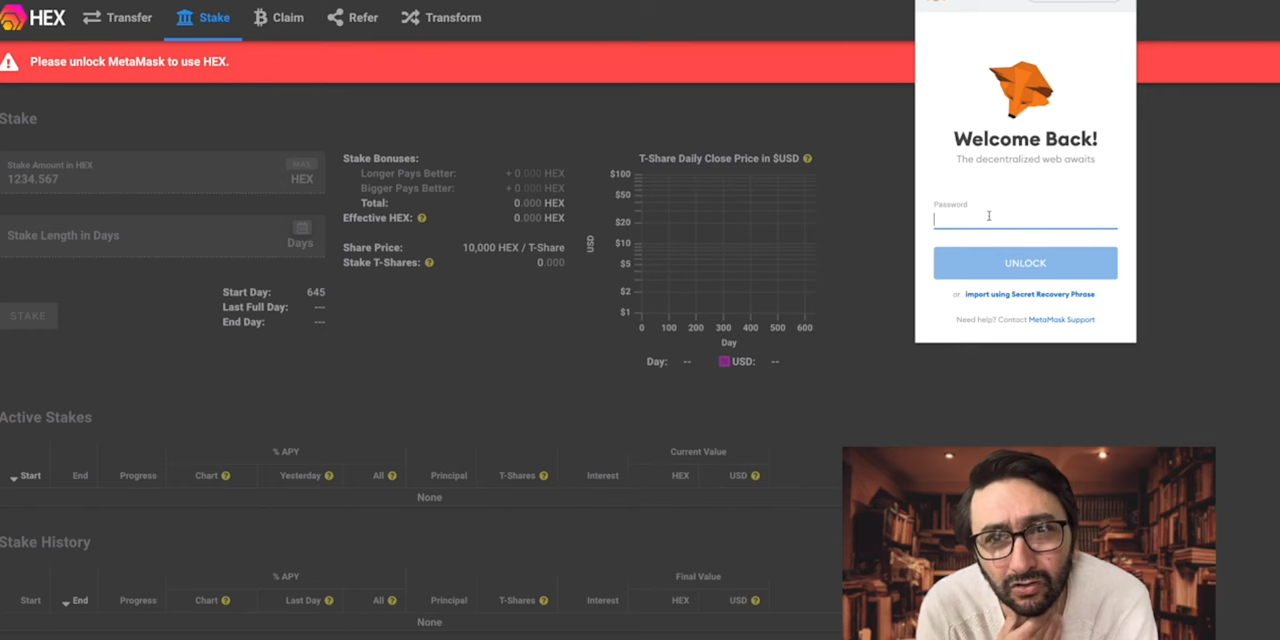 HEX Transfer Stake Claim Refer Transform
Please unlock MetaMask to use HEX.
Stake
Stake Amount in HEX MAX
1234.567 HEX
Stake Length in Days Days
STAKE
Start Day: 645
Last Full Day: ---
End Day: ---
Stake Bonuses:
Longer Pays Better: + 0.000 HEX
Bigger Pays Better: + 0.000 HEX
Total: 0.000 HEX
Effective HEX: ? 0.000 HEX
Share Price: 10,000 HEX / T-Share
Stake T-Shares: ? 0.000
T-Share Daily Close Price in $USD ?
$100
$50
$20
$10
$5
$2
$1
USD
0 100 200 300 400 500 600
Day
Day: -- USD: --
Welcome Back!
The decentralized web awaits
Password
UNLOCK
or import using Secret Recovery Phrase
Need help? Contact MetaMask Support
Active Stakes
% APY Current Value
Start End Progress Chart ? Yesterday ? All ? Principal T-Shares ? Interest HEX USD ?
None
Stake History
% APY Final Value
Start End Progress Chart ? Last Day ? All ? Principal T-Shares ? Interest HEX USD ?
None